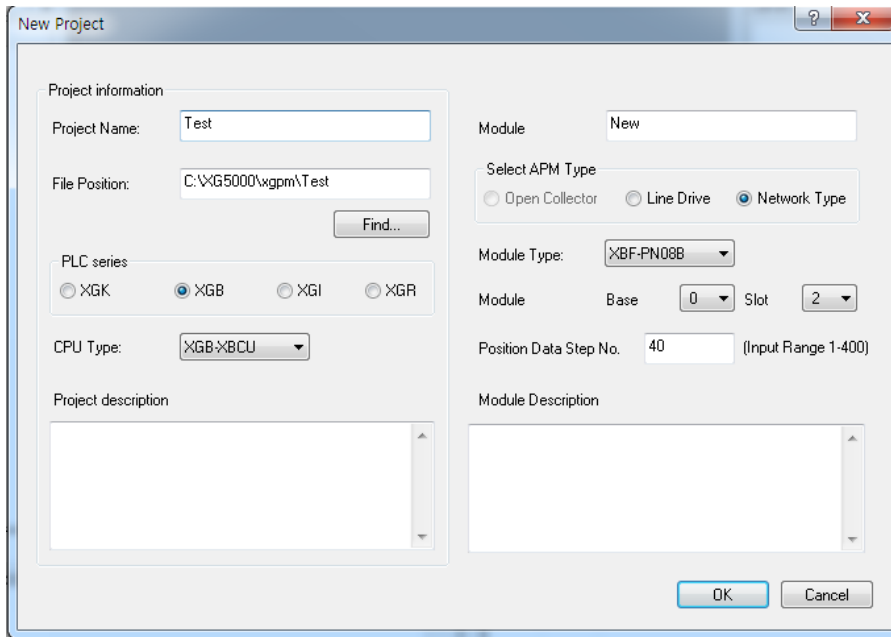 New Project
Project information
Project Name: Test
File Position: C:\XG5000\xgpm\Test
Find...
PLC series
XGK XGB XGI XGR
CPU Type: XGB-XBCU
Project description
Module New
Select APM Type
Open Collector Line Drive Network Type
Module Type: XBF-PN08B
Module Base 0 Slot 2
Position Data Step No. 40 (Input Range 1-400)
Module Description
OK Cancel